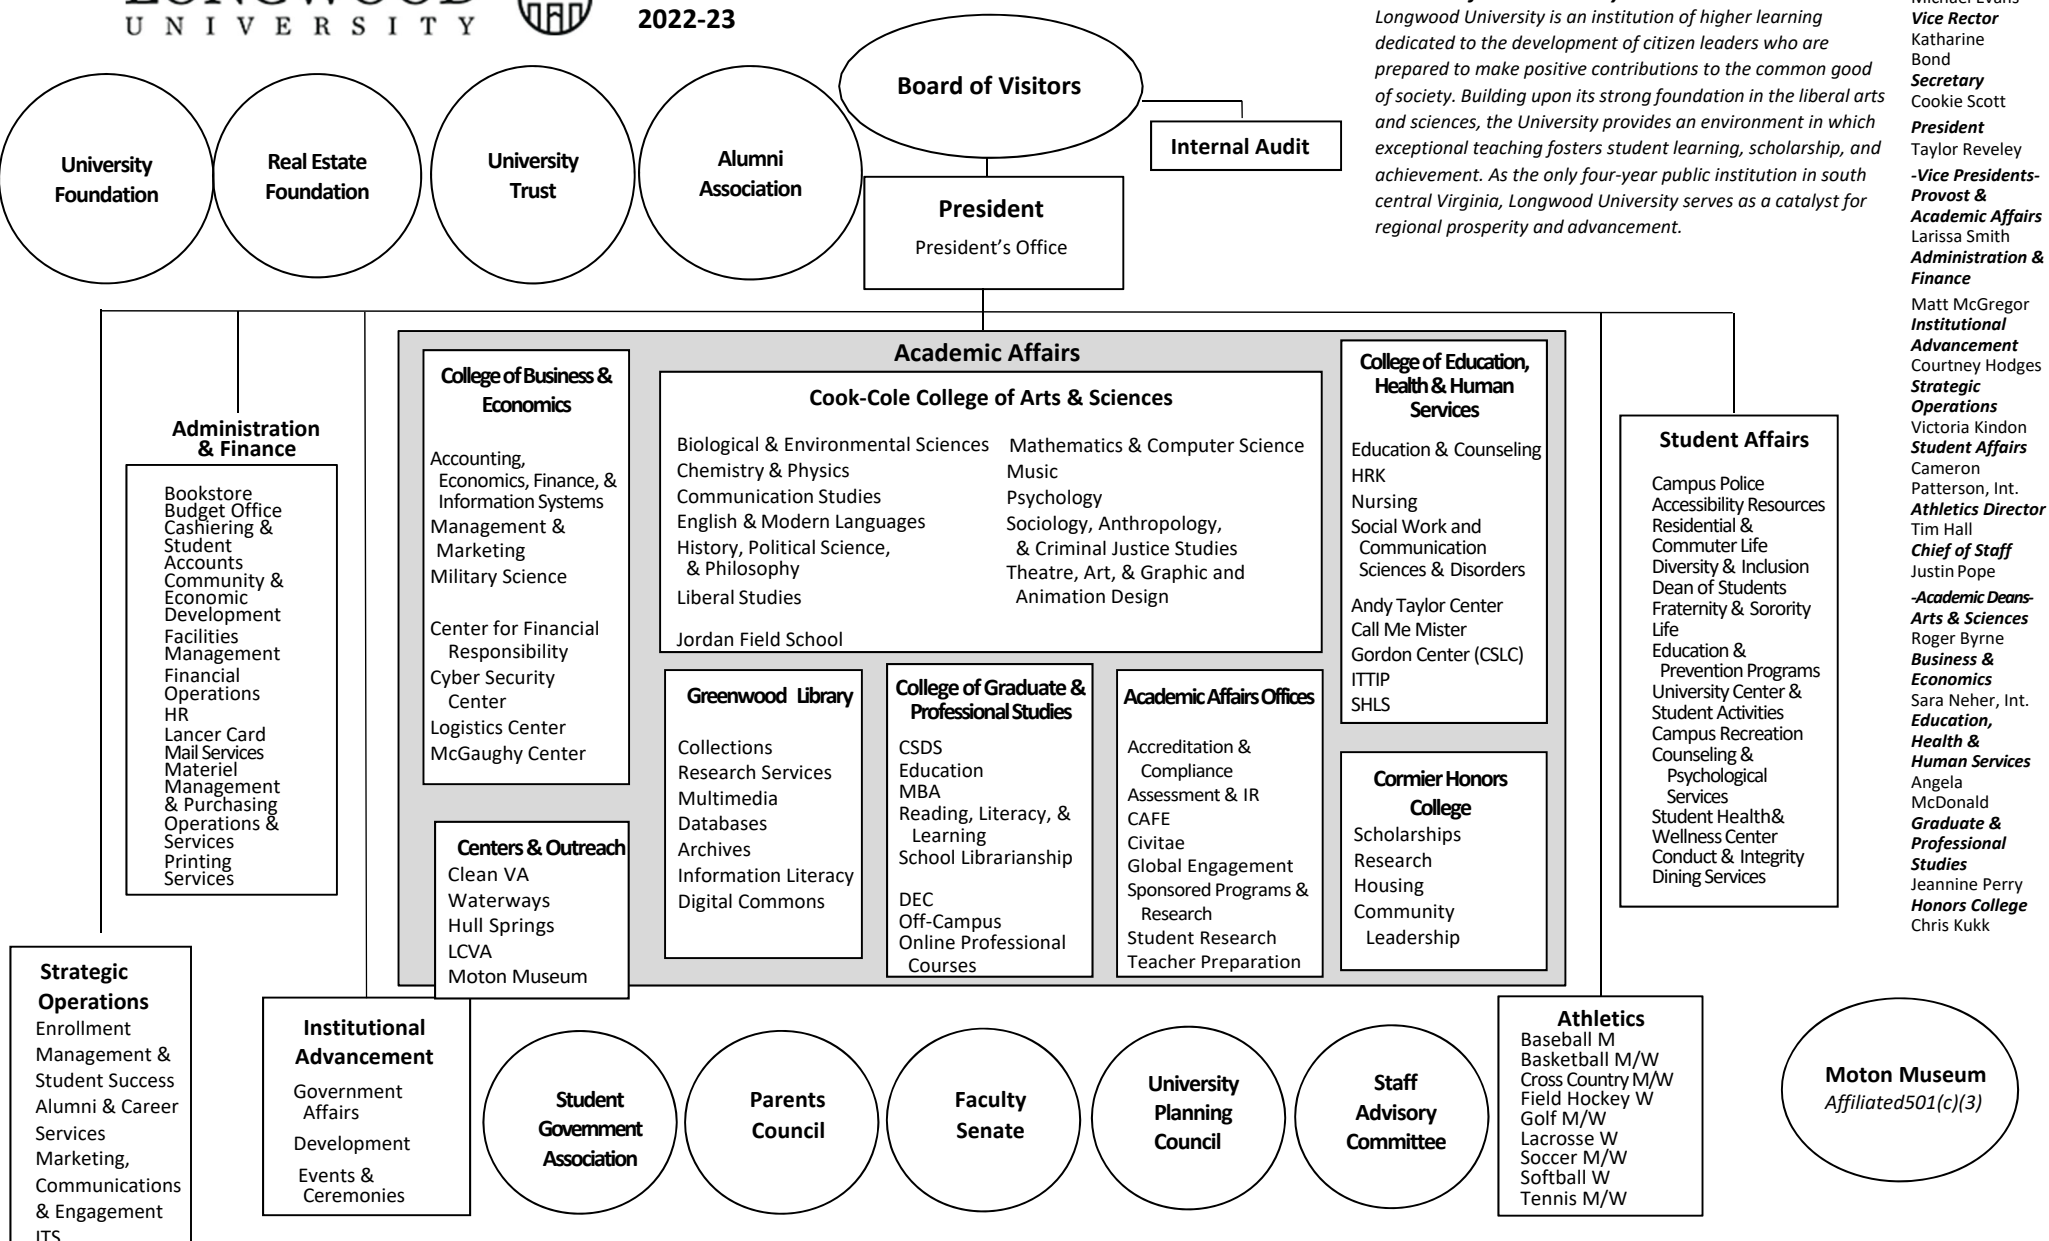 UNIVERSITY
2022-23
Longwood University is an institution of higher learning
dedicated to the development of citizen leaders who are
prepared to make positive contributions to the common good
of society. Building upon its strong foundation in the liberal arts
and sciences, the University provides an environment in which
exceptional teaching fosters student learning, scholarship, and
achievement. As the only four-year public institution in south
central Virginia, Longwood University serves as a catalyst for
regional prosperity and advancement.
Michael Evans
Vice Rector
Katharine
Bond
Secretary
Cookie Scott
President
Taylor Reveley
-Vice Presidents-
Provost &
Academic Affairs
Larissa Smith
Administration &
Finance
Matt McGregor
Institutional
Advancement
Courtney Hodges
Strategic
Operations
Victoria Kindon
Student Affairs
Cameron
Patterson, Int.
Athletics Director
Tim Hall
Chief of Staff
Justin Pope
-Academic Deans-
Arts & Sciences
Roger Byrne
Business &
Economics
Sara Neher, Int.
Education,
Health &
Human Services
Angela
McDonald
Graduate &
Professional
Studies
Jeannine Perry
Honors College
Chris Kukk
University
Foundation
Real Estate
Foundation
University
Trust
Alumni
Association
Board of Visitors
Internal Audit
President
President's Office
Administration
& Finance
Bookstore
Budget Office
Cashiering &
Student
Accounts
Community &
Economic
Development
Facilities
Management
Financial
Operations
HR
Lancer Card
Mail Services
Materiel
Management
& Purchasing
Operations &
Services
Printing
Services
Academic Affairs
College of Business &
Economics
Accounting,
Economics, Finance, &
Information Systems
Management &
Marketing
Military Science
Center for Financial
Responsibility
Cyber Security
Center
Logistics Center
McGaughy Center
Cook-Cole College of Arts & Sciences
Biological & Environmental Sciences
Chemistry & Physics
Communication Studies
English & Modern Languages
History, Political Science,
& Philosophy
Liberal Studies
Jordan Field School
Mathematics & Computer Science
Music
Psychology
Sociology, Anthropology,
& Criminal Justice Studies
Theatre, Art, & Graphic and
Animation Design
College of Education,
Health & Human
Services
Education & Counseling
HRK
Nursing
Social Work and
Communication
Sciences & Disorders
Andy Taylor Center
Call Me Mister
Gordon Center (CSLC)
ITTIP
SHLS
Centers & Outreach
Clean VA
Waterways
Hull Springs
LCVA
Moton Museum
Greenwood Library
Collections
Research Services
Multimedia
Databases
Archives
Information Literacy
Digital Commons
College of Graduate &
Professional Studies
CSDS
Education
MBA
Reading, Literacy, &
Learning
School Librarianship
DEC
Off-Campus
Online Professional
Courses
Academic Affairs Offices
Accreditation &
Compliance
Assessment & IR
CAFE
Civitae
Global Engagement
Sponsored Programs &
Research
Student Research
Teacher Preparation
Cormier Honors
College
Scholarships
Research
Housing
Community
Leadership
Student Affairs
Campus Police
Accessibility Resources
Residential &
Commuter Life
Diversity & Inclusion
Dean of Students
Fraternity & Sorority
Life
Education &
Prevention Programs
University Center &
Student Activities
Campus Recreation
Counseling &
Psychological
Services
Student Health&
Wellness Center
Conduct & Integrity
Dining Services
Strategic
Operations
Enrollment
Management &
Student Success
Alumni & Career
Services
Marketing,
Communications
& Engagement
ITS
Institutional
Advancement
Government
Affairs
Development
Events &
Ceremonies
Student
Government
Association
Parents
Council
Faculty
Senate
University
Planning
Council
Staff
Advisory
Committee
Athletics
Baseball M
Basketball M/W
Cross Country M/W
Field Hockey W
Golf M/W
Lacrosse W
Soccer M/W
Softball W
Tennis M/W
Moton Museum
Affiliated501(c)(3)